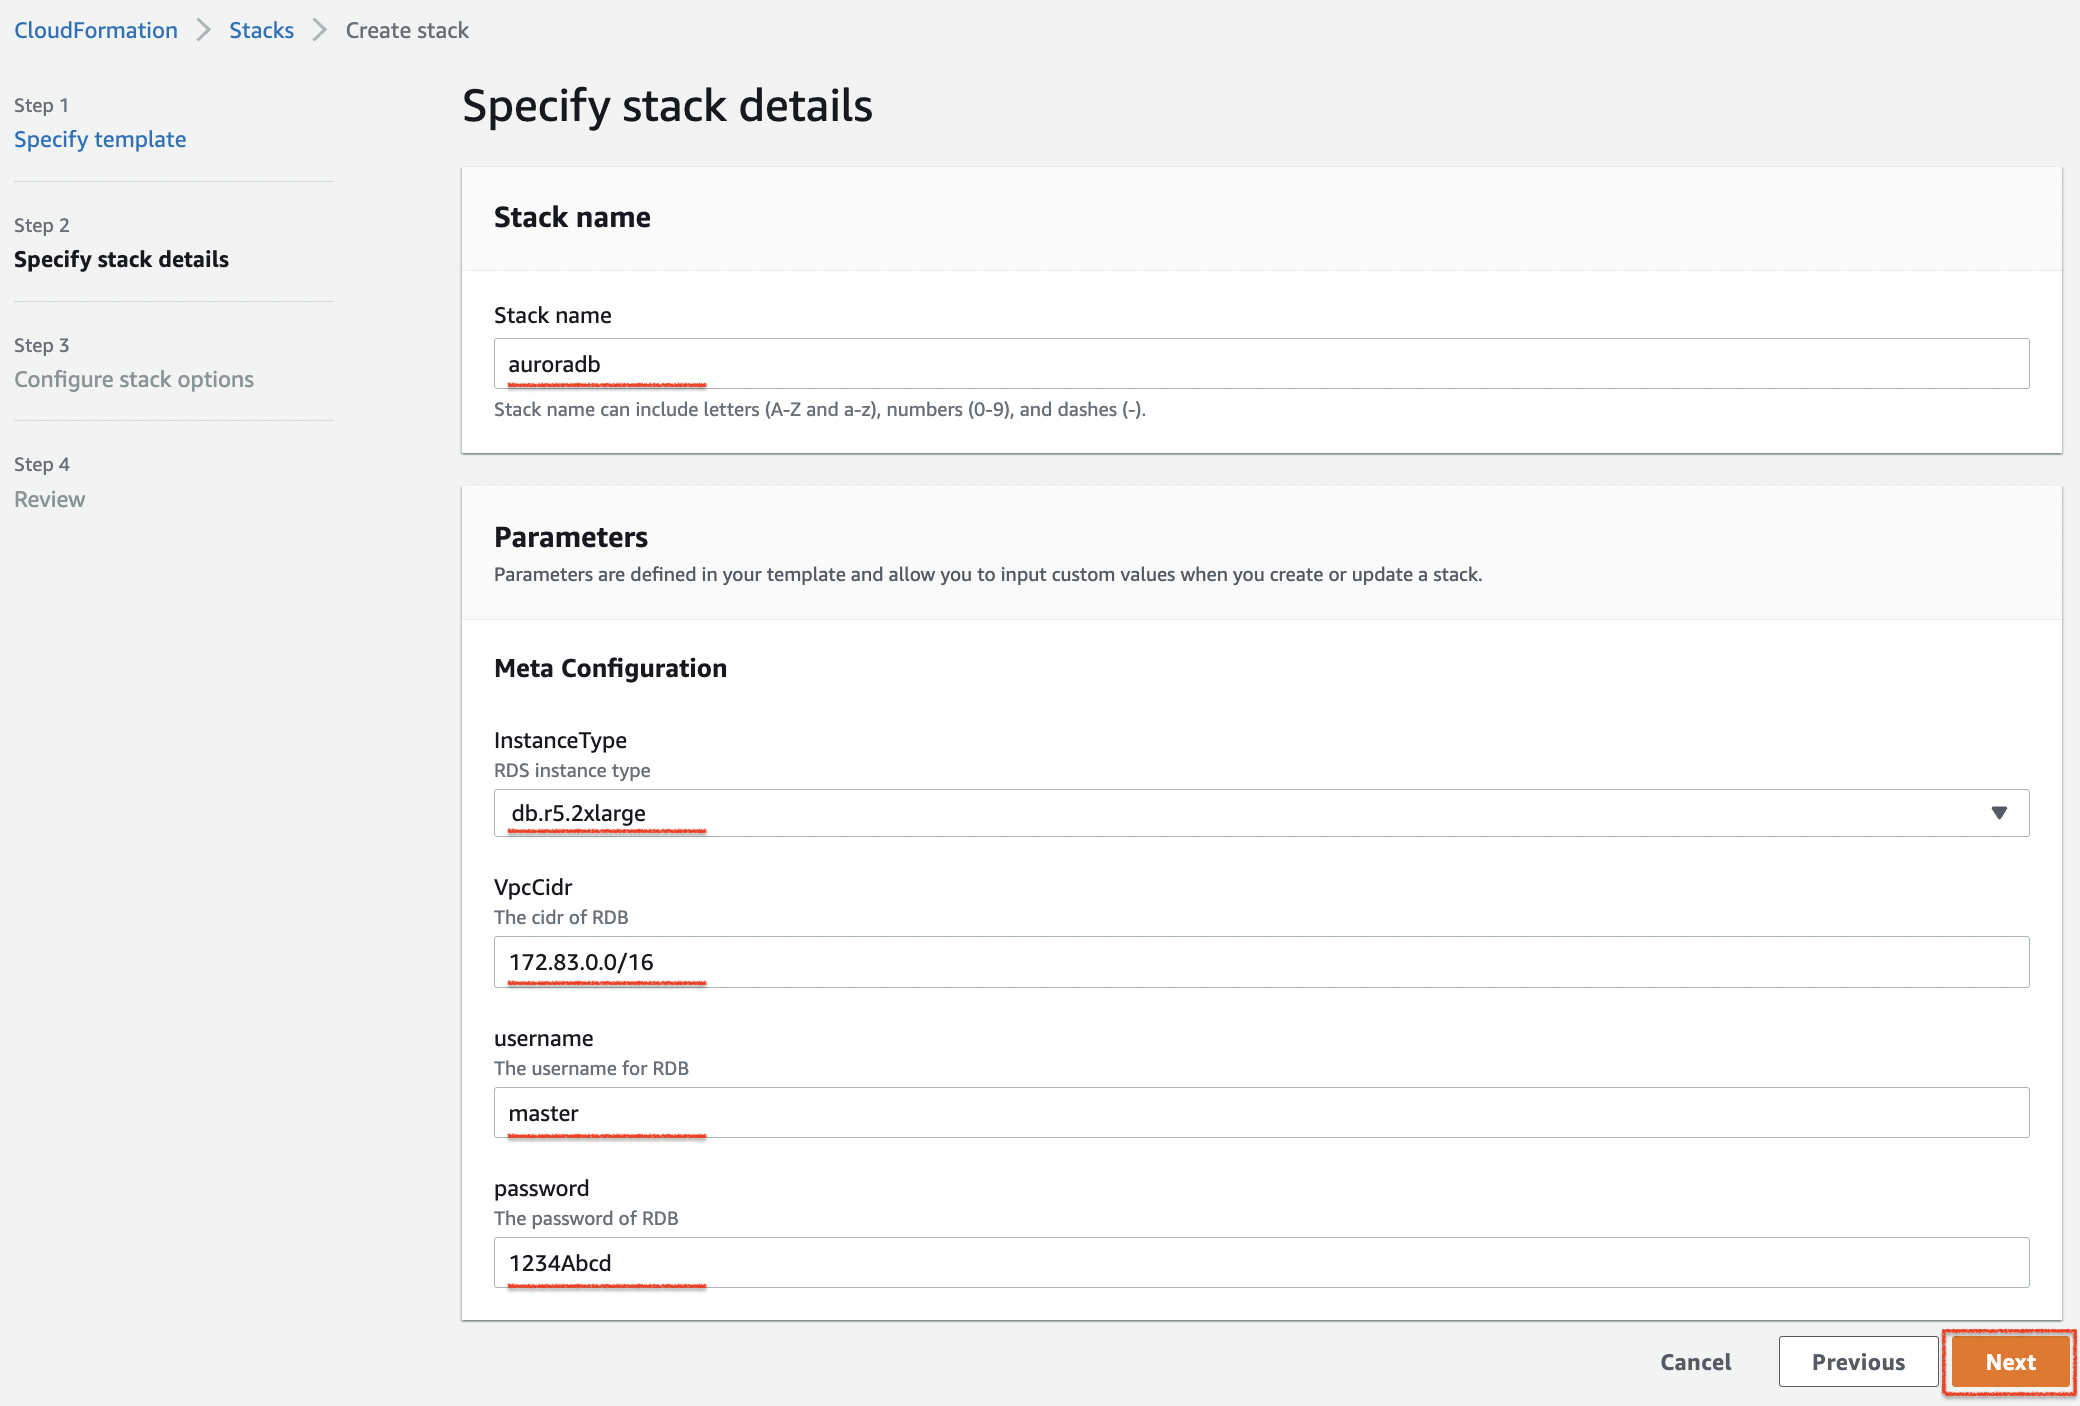 CloudFormation > Stacks > Create stack
Step 1
Specify template
Step 2
Specify stack details
Step 3
Configure stack options
Step 4
Review
Specify stack details
Stack name
Stack name
auroradb
Stack name can include letters (A-Z and a-z), numbers (0-9), and dashes (-).
Parameters
Parameters are defined in your template and allow you to input custom values when you create or update a stack.
Meta Configuration
InstanceType
RDS instance type
db.r5.2xlarge
VpcCidr
The cidr of RDB
172.83.0.0/16
username
The username for RDB
master
password
The password of RDB
1234Abcd
Cancel Previous Next